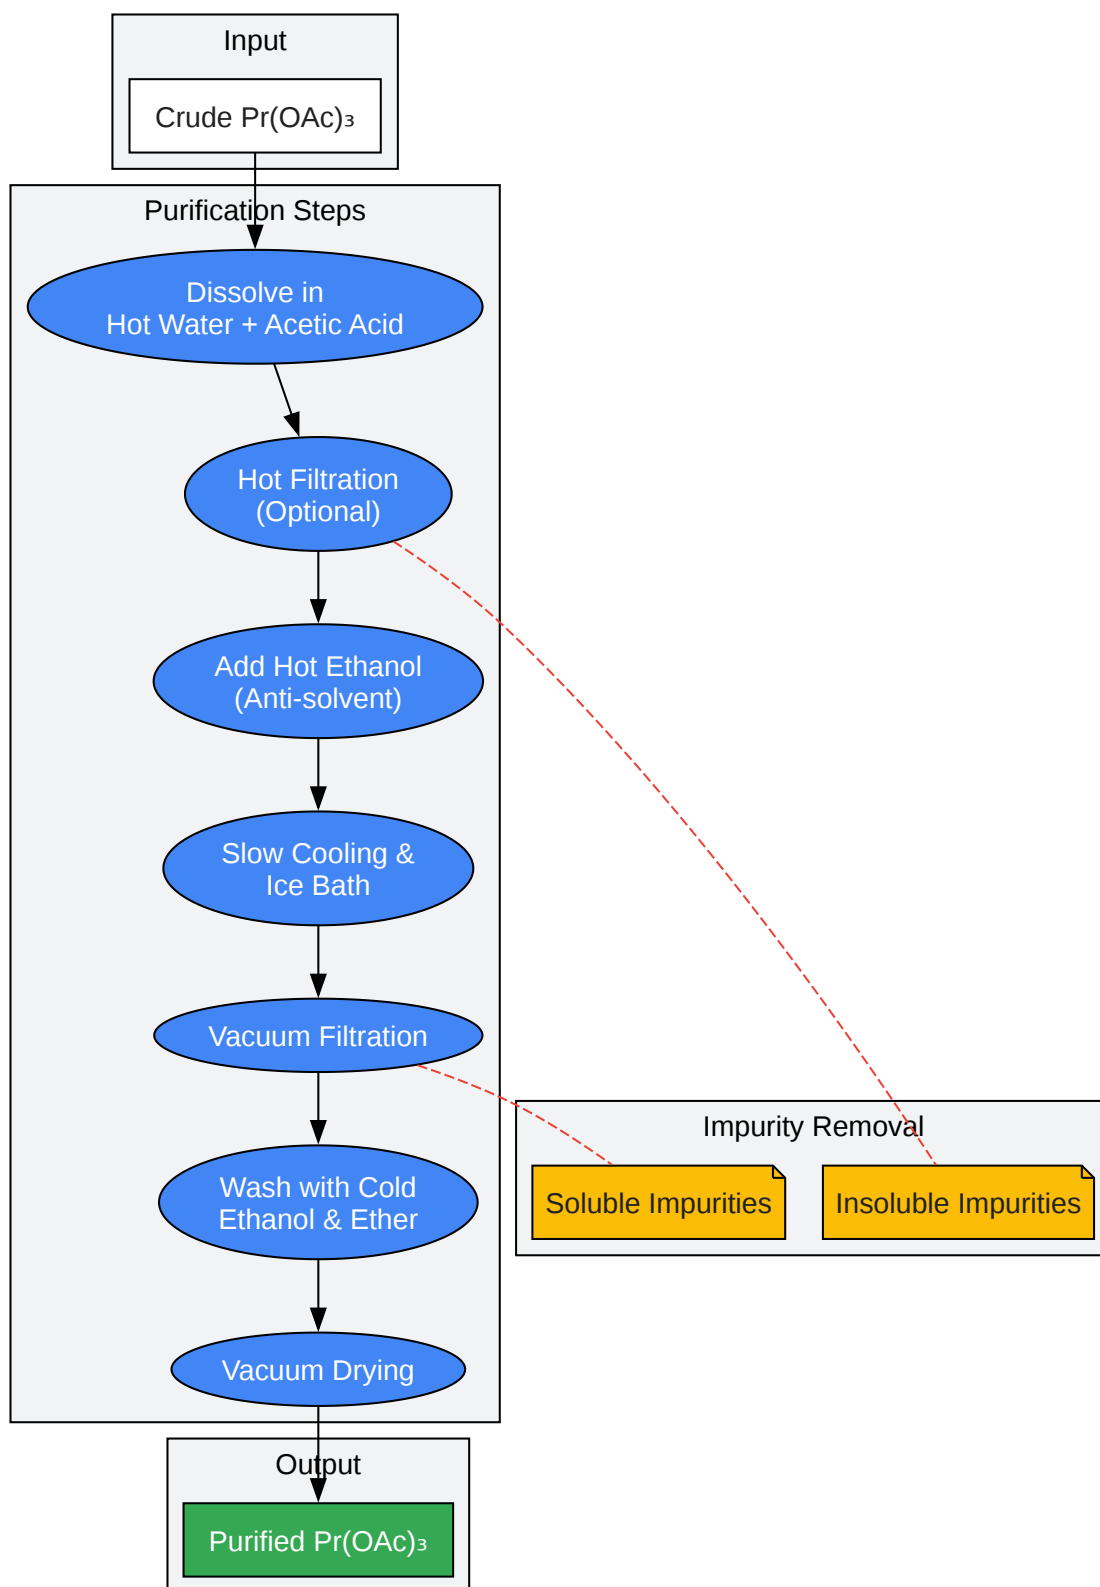 Input
Crude Pr(OAc)₃
Purification Steps
Dissolve in
Hot Water + Acetic Acid
Hot Filtration
(Optional)
Add Hot Ethanol
(Anti-solvent)
Slow Cooling &
Ice Bath
Vacuum Filtration
Impurity Removal
Wash with Cold
Ethanol & Ether
Soluble Impurities
Insoluble Impurities
Vacuum Drying
Output
Purified Pr(OAc)₃